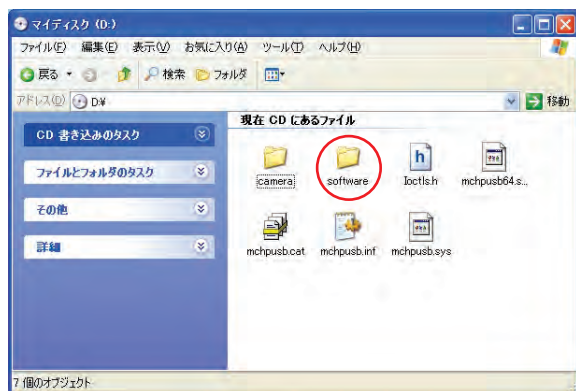 マイディスク (D:)
ファイル(F) 編集(E) 表示(V) お気に入り(A) ツール(T) ヘルプ(H)
戻る 検索 フォルダ
アドレス(D) D:¥ 移動
CD 書き込みのタスク
ファイルとフォルダのタスク
その他
詳細
現在 CD にあるファイル
camera software Ioctls.h mchpusb64.s...
mchpusb.cat mchpusb.inf mchpusb.sys
7 個のオブジェクト